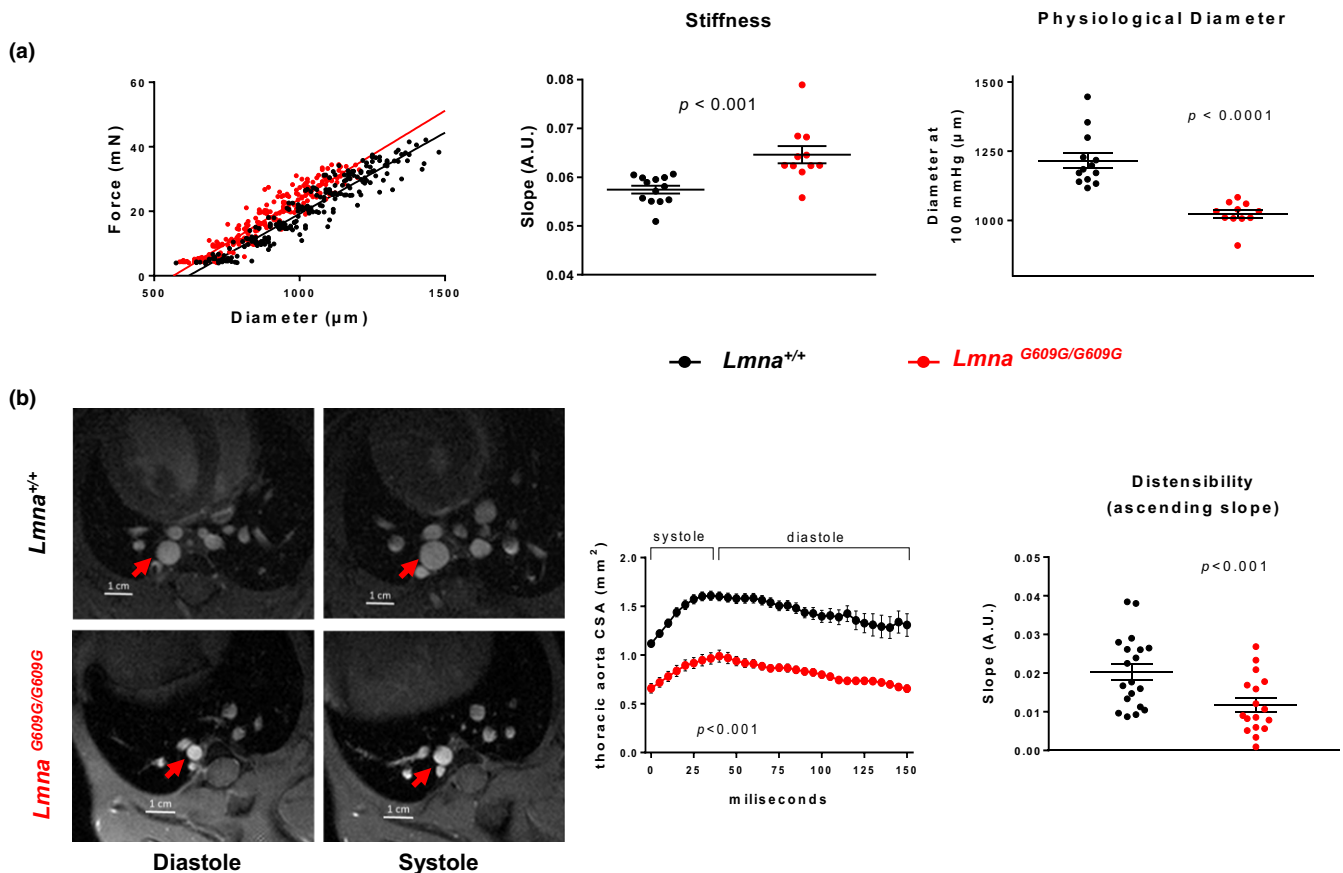 (a)
Stiffness
Physiological Diameter
Force (mN)
60
40
20
0
500
1000
1500
Diameter (µm)
Slope (A.U.)
0.08
0.07
0.06
0.05
0.04
p < 0.001
Diameter at
100 mmHg (µm)
1500
1250
1000
p < 0.0001
Lmna+/+
Lmna G609G/G609G
(b)
Lmna+/+
1 cm
1 cm
Lmna G609G/G609G
1 cm
1 cm
Diastole
Systole
thoracic aorta CSA (mm²)
systole
diastole
2.0
1.5
1.0
0.5
0.0
p<0.001
0
25
50
75
100
125
150
miliseconds
Distensibility
(ascending slope)
Slope (A.U.)
0.05
0.04
0.03
0.02
0.01
0.00
p<0.001